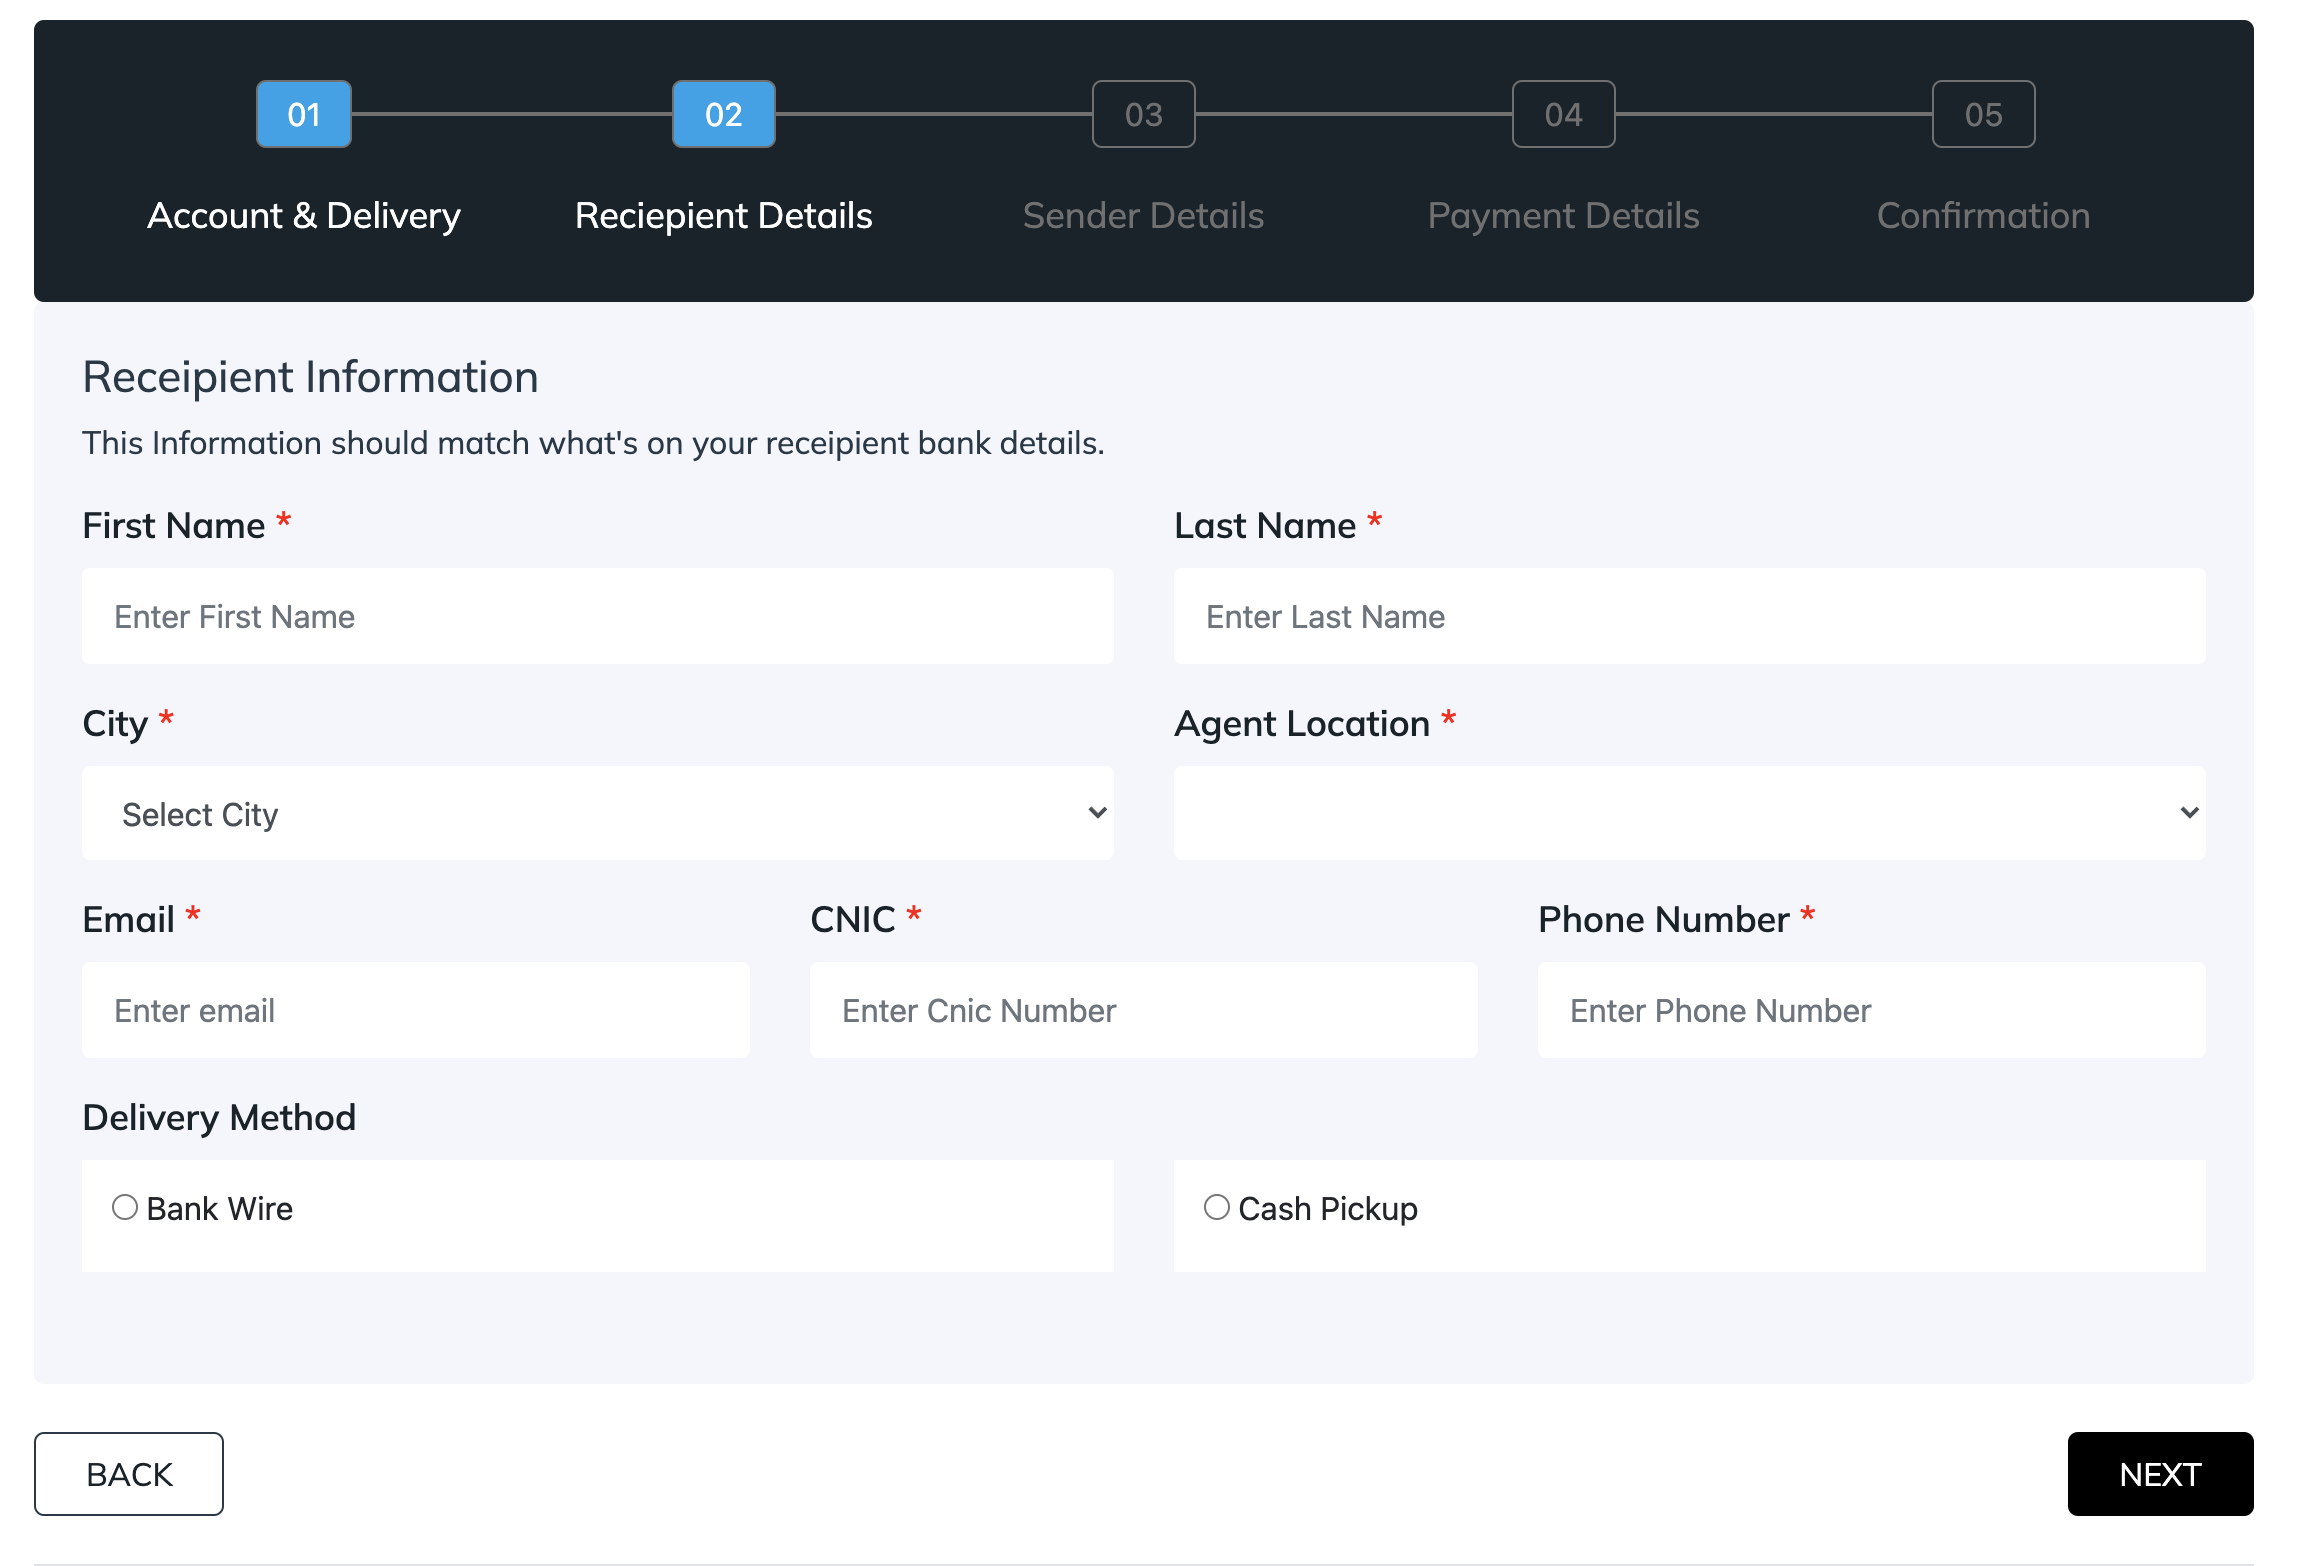 01 02 03 04 05
Account & Delivery Reciepient Details Sender Details Payment Details Confirmation
Receipient Information
This Information should match what's on your receipient bank details.
First Name * Last Name *
Enter First Name Enter Last Name
City * Agent Location *
Select City
Email * CNIC * Phone Number *
Enter email Enter Cnic Number Enter Phone Number
Delivery Method
Bank Wire Cash Pickup
BACK NEXT